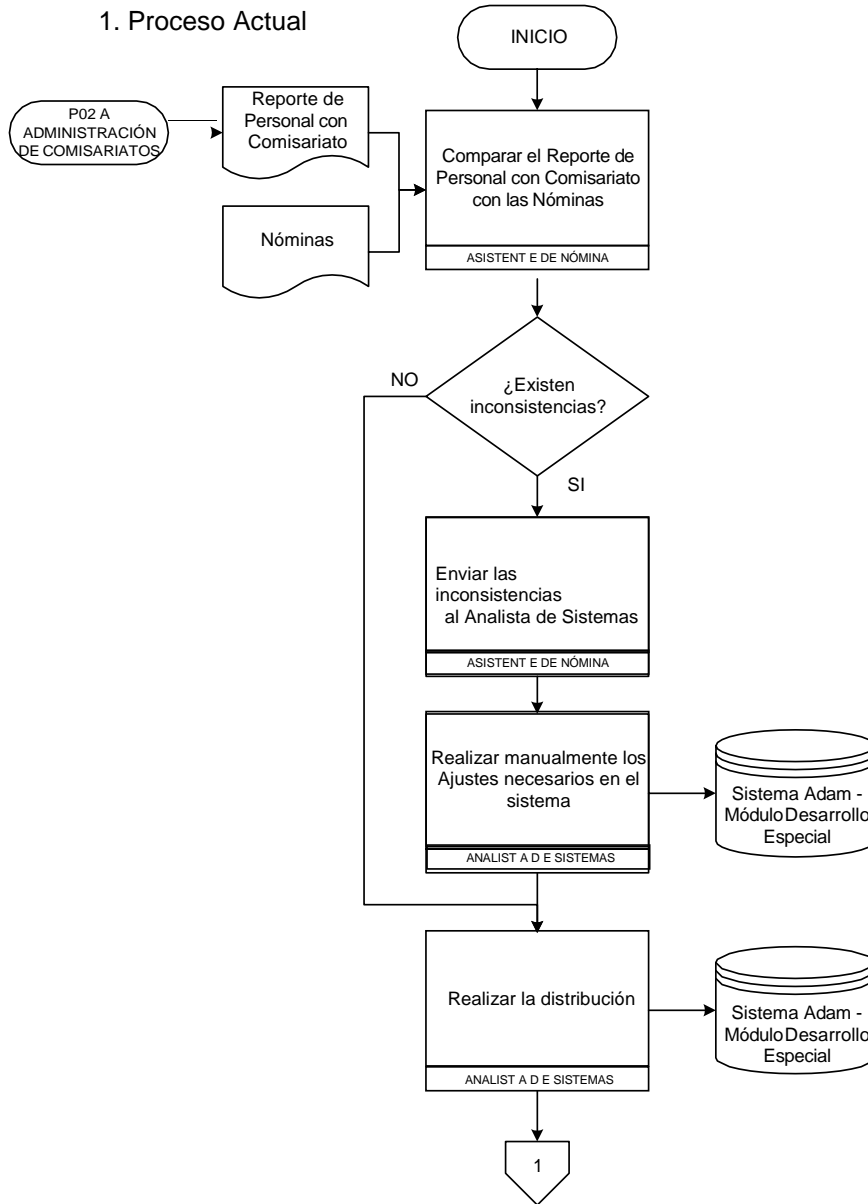 1. Proceso Actual
INICIO
P02 A
ADMINISTRACIÓN
DE COMISARIATOS
Reporte de
Personal con
Comisariato
Nóminas
Comparar el Reporte de
Personal con Comisariato
con las Nóminas
ASISTENT E DE NÓMINA
¿Existen
inconsistencias?
NO
SI
Enviar las
inconsistencias
al Analista de Sistemas
ASISTENT E DE NÓMINA
Realizar manualmente los
Ajustes necesarios en el
sistema
ANALIST A D E SISTEMAS
Sistema Adam -
Módulo Desarrollo
Especial
Realizar la distribución
ANALIST A D E SISTEMAS
Sistema Adam -
Módulo Desarrollo
Especial
1